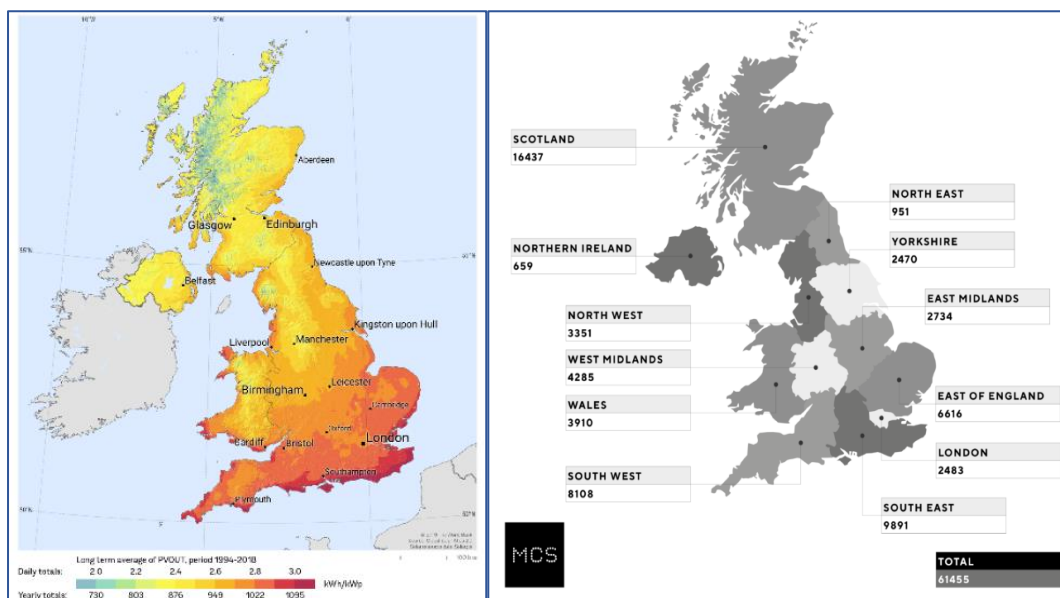 Aberdeen
Glasgow
Edinburgh
Newcastle upon Tyne
Belfast
Kingston upon Hull
Liverpool
Manchester
Leicester
Birmingham
Cambridge
Oxford
Cardiff
Bristol
London
Southampton
Plymouth
Long term average of PVOUT, period 1994-2018
Daily totals: 2.0 2.2 2.4 2.6 2.8 3.0
kWh/kWp
Yearly totals: 730 803 876 949 1022 1095
SCOTLAND
16437
NORTH EAST
951
NORTHERN IRELAND
659
YORKSHIRE
2470
EAST MIDLANDS
2734
NORTH WEST
3351
WEST MIDLANDS
4285
WALES
3910
EAST OF ENGLAND
6616
LONDON
2483
SOUTH WEST
8108
SOUTH EAST
9891
MCS
TOTAL
61455